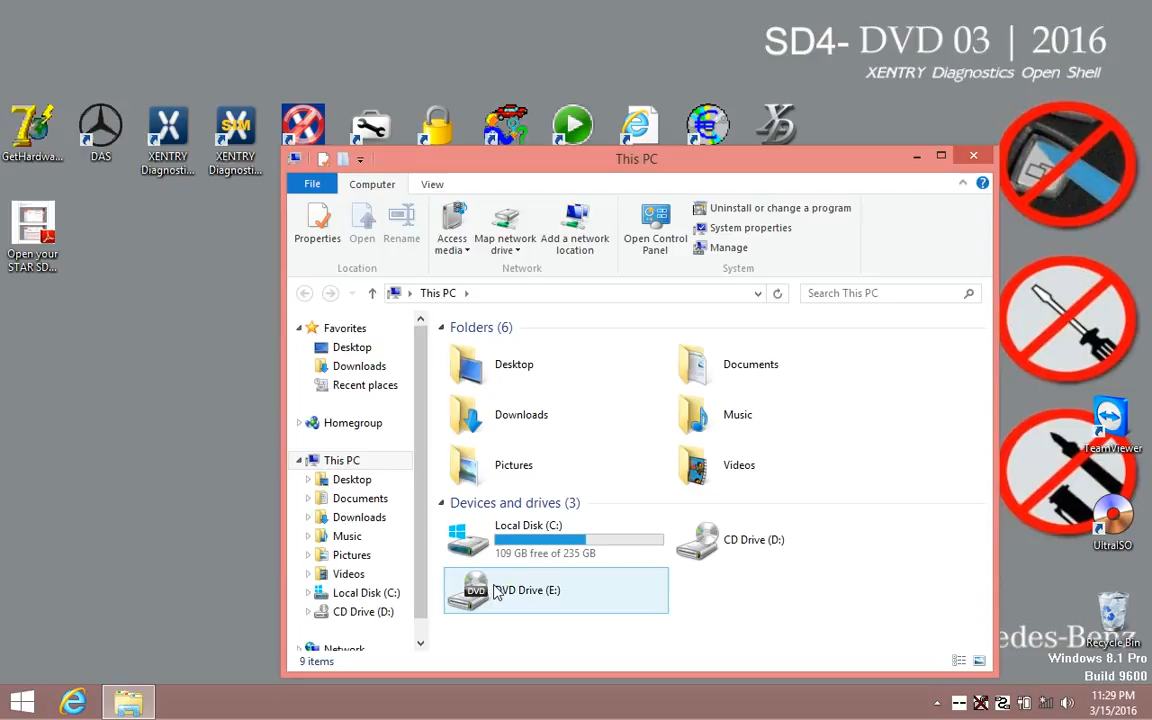 SD4- DVD 03 | 2016
XENTRY Diagnostics Open Shell
GetHardwa...
DAS
XENTRY
Diagnosti...
XENTRY
Diagnosti...
SIM
Open your
STAR SD...
This PC
File
Computer
View
Properties
Open
Rename
Location
Access
media
Map network
drive
Add a network
location
Network
Open Control
Panel
Uninstall or change a program
System properties
Manage
System
This PC
Search This PC
Favorites
Desktop
Downloads
Recent places
Homegroup
This PC
Desktop
Documents
Downloads
Music
Pictures
Videos
Local Disk (C:)
CD Drive (D:)
Network
Folders (6)
Desktop
Documents
Downloads
Music
Pictures
Videos
Devices and drives (3)
Local Disk (C:)
109 GB free of 235 GB
CD Drive (D:)
DVD
DVD Drive (E:)
9 items
TeamViewer
UltraISO
Recycle Bin
edes-Benz
Windows 8.1 Pro
Build 9600
11:29 PM
3/15/2016